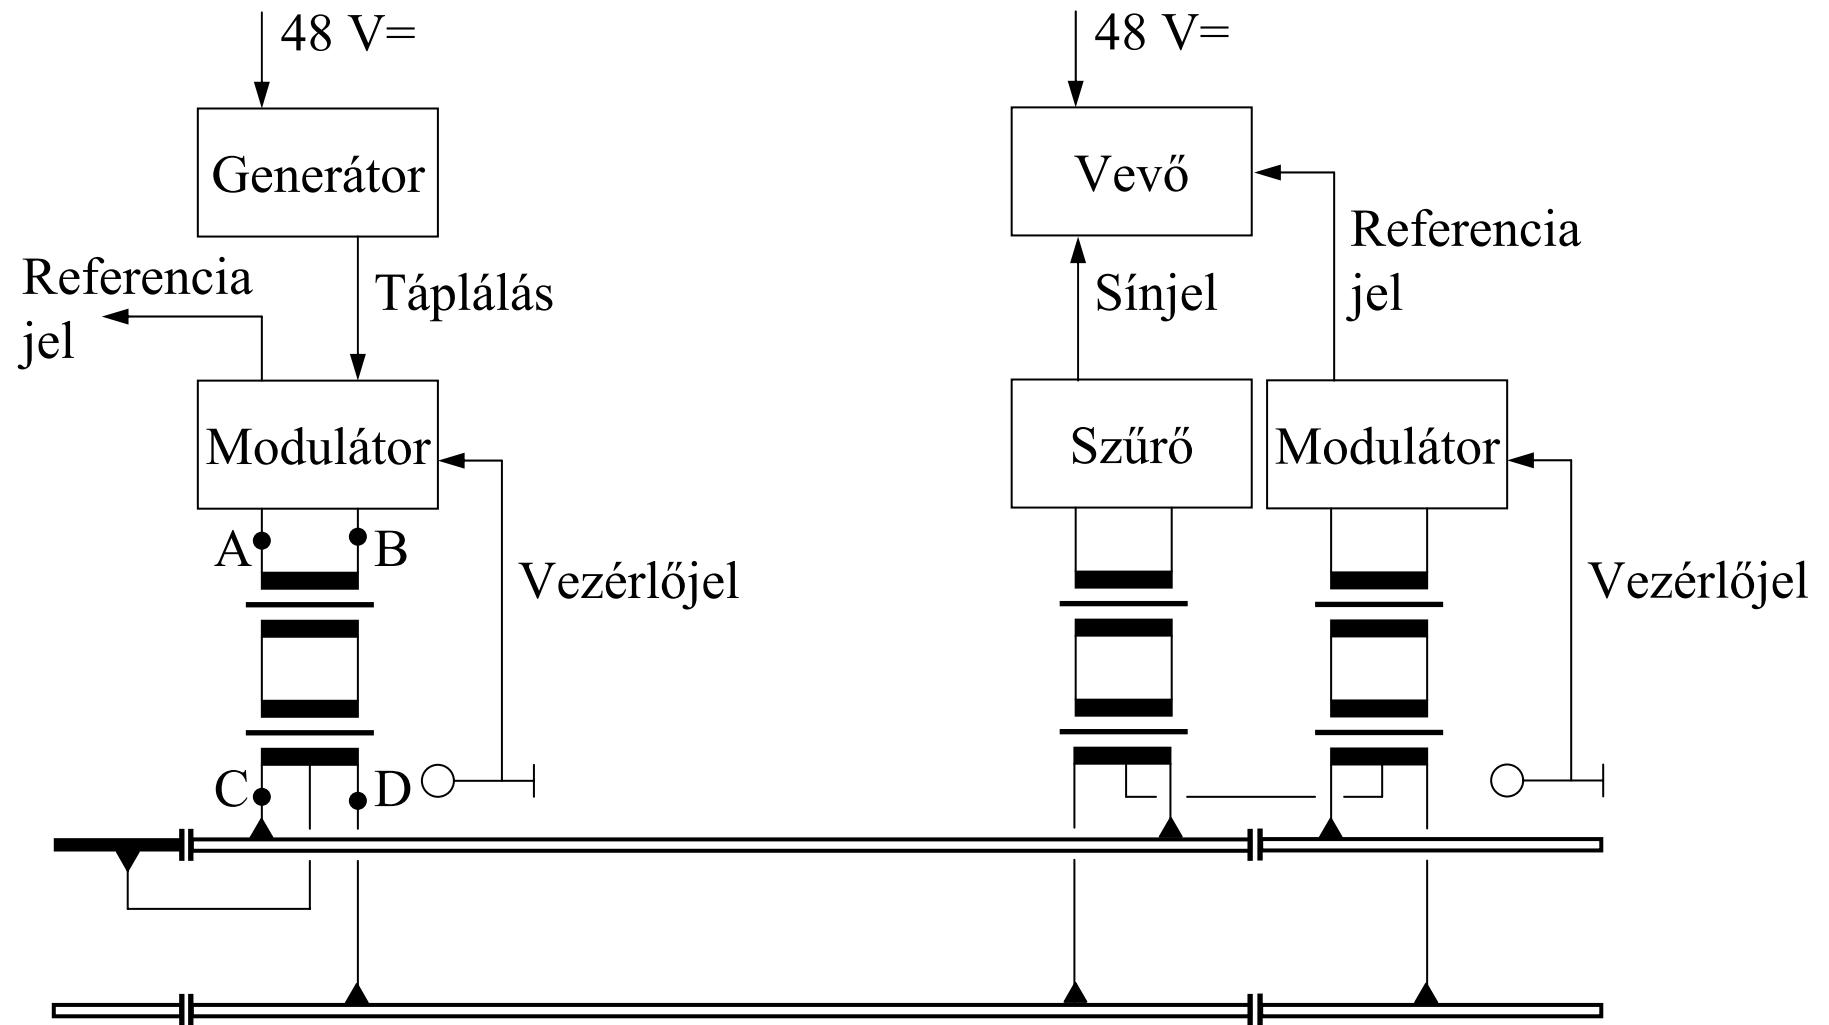 48 V=
48 V=
Generátor
Vevő
Referencia
jel
Táplálás
Sínjel
Referencia
jel
Modulátor
Szűrő
Modulátor
A
B
Vezérlőjel
Vezérlőjel
C
D